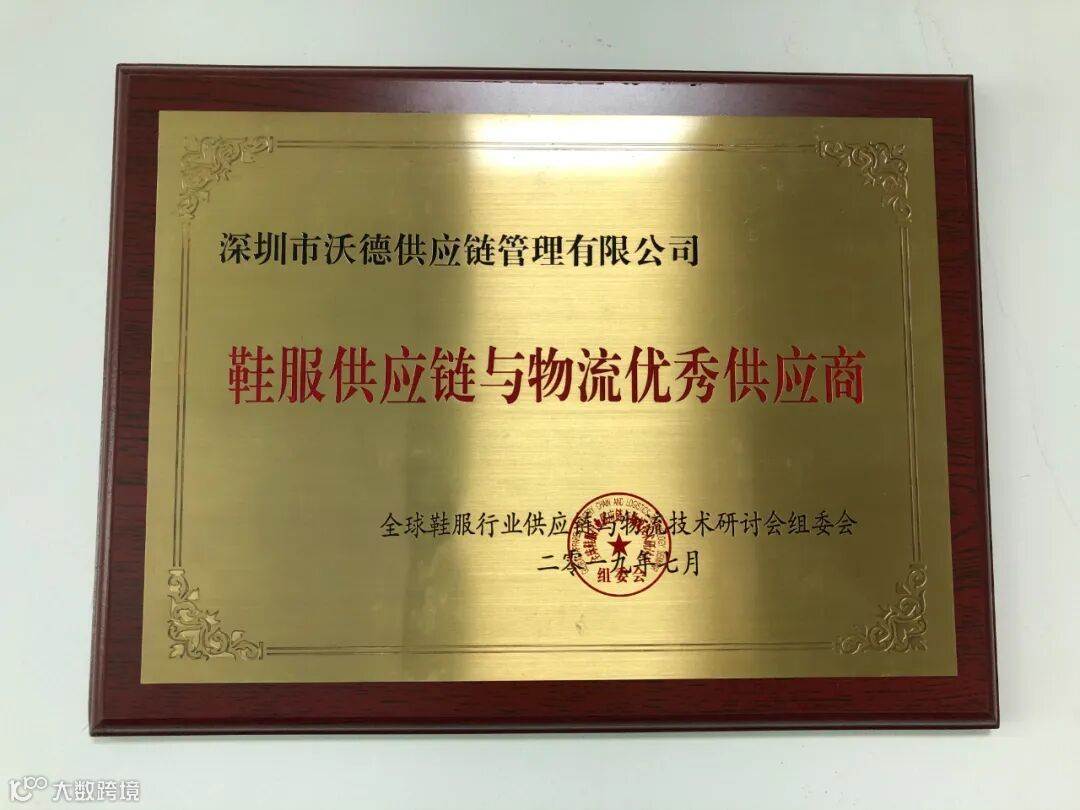 深圳市沃德供应链管理有限公司
鞋服供应链与物流优秀供应商
全球鞋服行业供应链与物流技术研讨会组委会
二零一九年七月
组委会
大数跨境